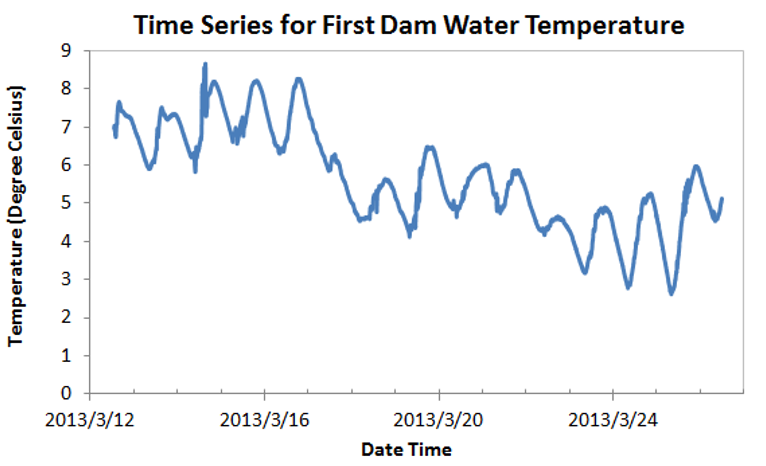 Time Series for First Dam Water Temperature
Temperature (Degree Celsius)
9
8
7
6
5
4
3
2
1
0
2013/3/12 2013/3/16 2013/3/20 2013/3/24
Date Time